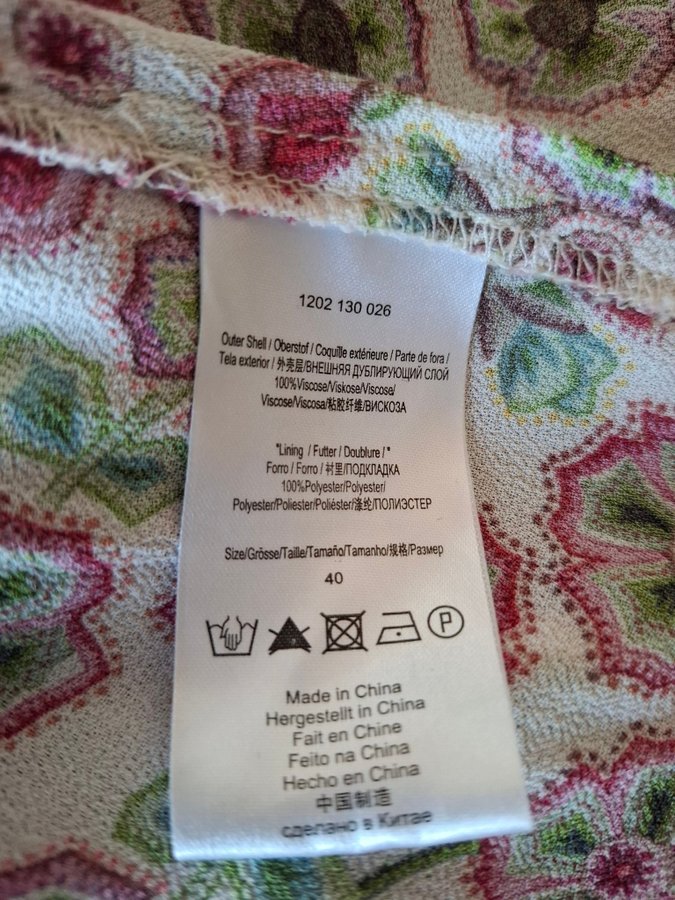 1202 130 026
Outer Shell / Oberstof / Coquille extérieure / Parte de fora /
Tela exterior / 外壳层/ВНЕШНЯЯ ДУБЛИРУЮЩИЙ СЛОЙ
100%Viscose/Viskose/Viscose/
Viscose/Viscosa/粘胶纤维/ВИСКОЗА
"Lining / Futter / Doublure / "
Forro / Forro / 衬里/ПОДКЛАДКА
100%Polyester/Polyester/
Polyester/Poliester/Poliéster/涤纶/ПОЛИЭСТЕР
Size/Grösse/Taille/Tamaño/Tamanho/规格/Размер
40
P
Made in China
Hergestellt in China
Fait en Chine
Feito na China
Hecho en China
中国制造
сделано в Китае